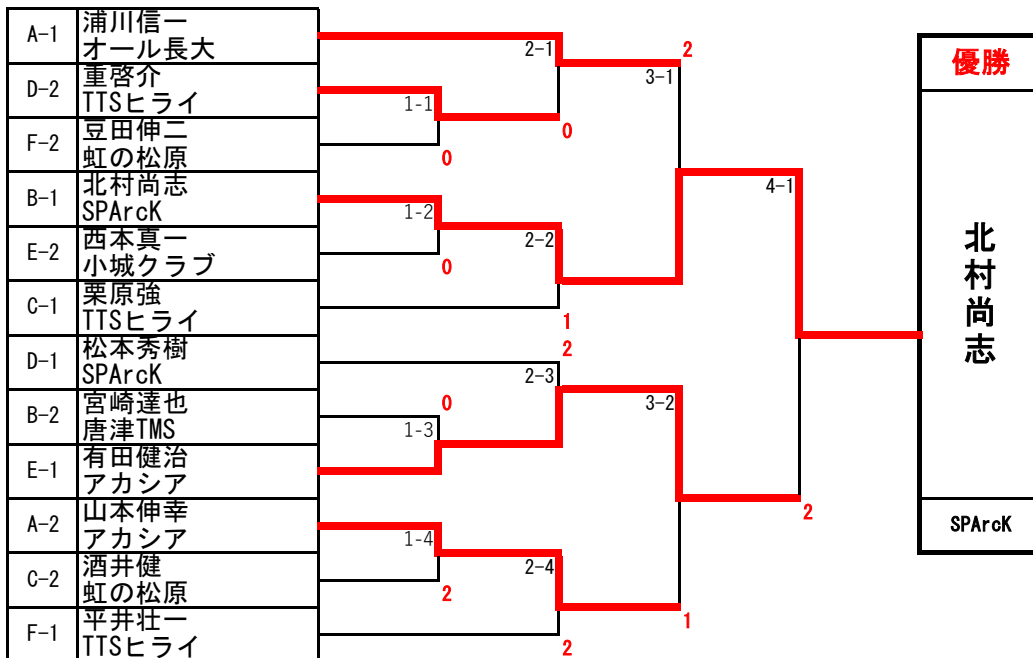 A-1
浦川信一
オール長大
D-2
重啓介
TTSヒライ
F-2
豆田伸二
虹の松原
B-1
北村尚志
SPArcK
E-2
西本真一
小城クラブ
C-1
栗原強
TTSヒライ
D-1
松本秀樹
SPArcK
B-2
宮崎達也
唐津TMS
E-1
有田健治
アカシア
A-2
山本伸幸
アカシア
C-2
酒井健
虹の松原
F-1
平井壮一
TTSヒライ
1-1
0
1-2
0
0
1-3
1-4
2
2-1
0
2-2
1
2
2-3
2-4
2
2
3-1
3-2
1
4-1
2
優勝
北村尚志
SPArcK